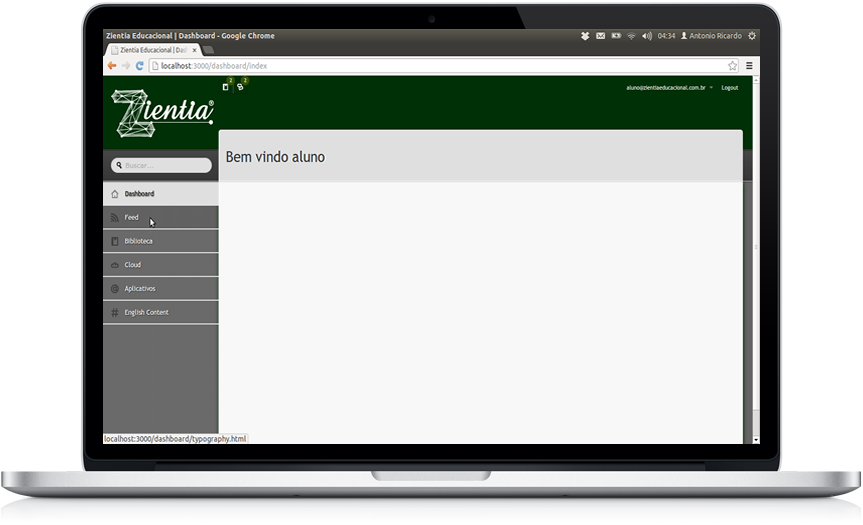 Zientia Educacional | Dashboard - Google Chrome
04:34 Antonio Ricardo
Zientia Educacional | Das
localhost:3000/dashboard/index
2 2
aluno@zientiaeducacional.com.br Logout
Zientia®
Buscar...
Bem vindo aluno
Dashboard
Feed
Biblioteca
Cloud
Aplicativos
English Content
localhost:3000/dashboard/typography.html